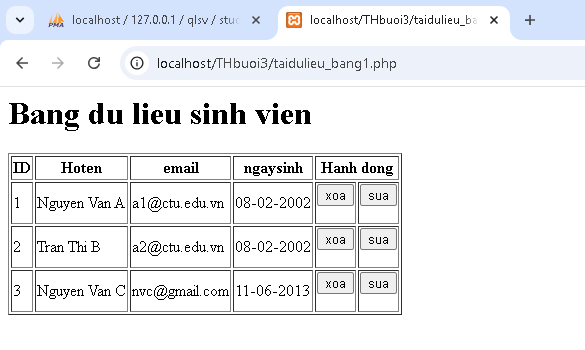 localhost / 127.0.0.1 / qlsv / stud
localhost/THbuoi3/taidulieu_ba
localhost/THbuoi3/taidulieu_bang1.php
Bang du lieu sinh vien
ID Hoten email ngaysinh Hanh dong
1 Nguyen Van A a1@ctu.edu.vn 08-02-2002 xoa sua
2 Tran Thi B a2@ctu.edu.vn 08-02-2002 xoa sua
3 Nguyen Van C nvc@gmail.com 11-06-2013 xoa sua